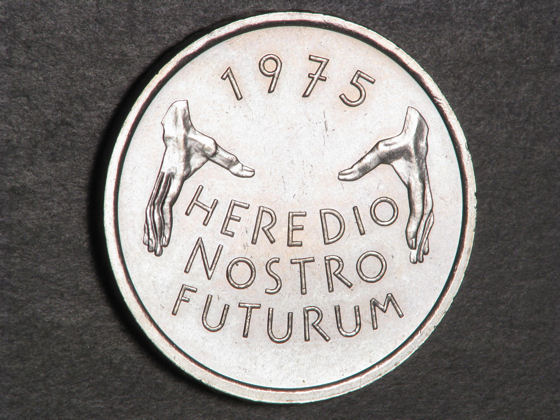 1975
HEREDIO
NOSTRO
FUTURUM